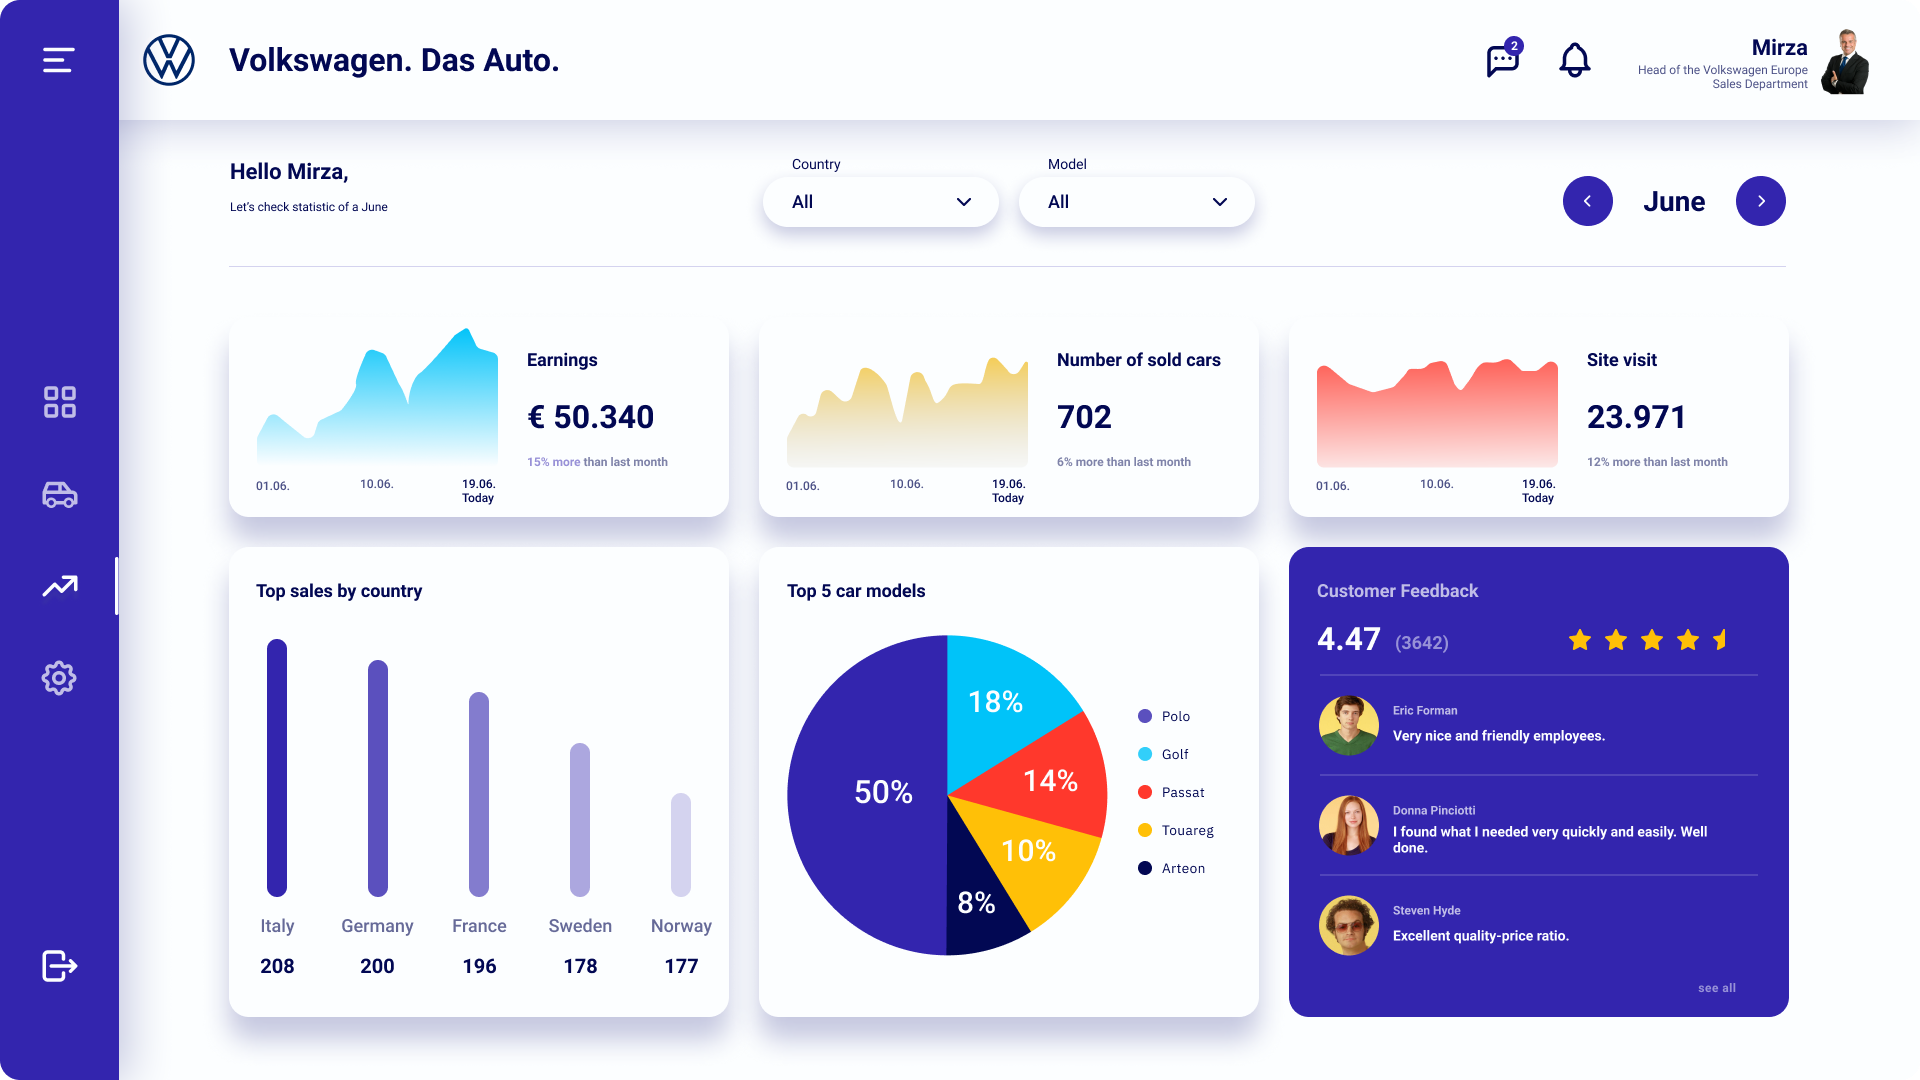 Volkswagen. Das Auto.
2
Mirza
Head of the Volkswagen Europe
Sales Department
Hello Mirza,
Let's check statistic of a June
Country
All
Model
All
June
Earnings
€ 50.340
15% more than last month
01.06.
10.06.
19.06.
Today
Number of sold cars
702
6% more than last month
01.06.
10.06.
19.06.
Today
Site visit
23.971
12% more than last month
01.06.
10.06.
19.06.
Today
Top sales by country
Italy
Germany
France
Sweden
Norway
208
200
196
178
177
Top 5 car models
18%
14%
50%
10%
8%
Polo
Golf
Passat
Touareg
Arteon
Customer Feedback
4.47 (3642)
Eric Forman
Very nice and friendly employees.
Donna Pinciotti
I found what I needed very quickly and easily. Well
done.
Steven Hyde
Excellent quality-price ratio.
see all